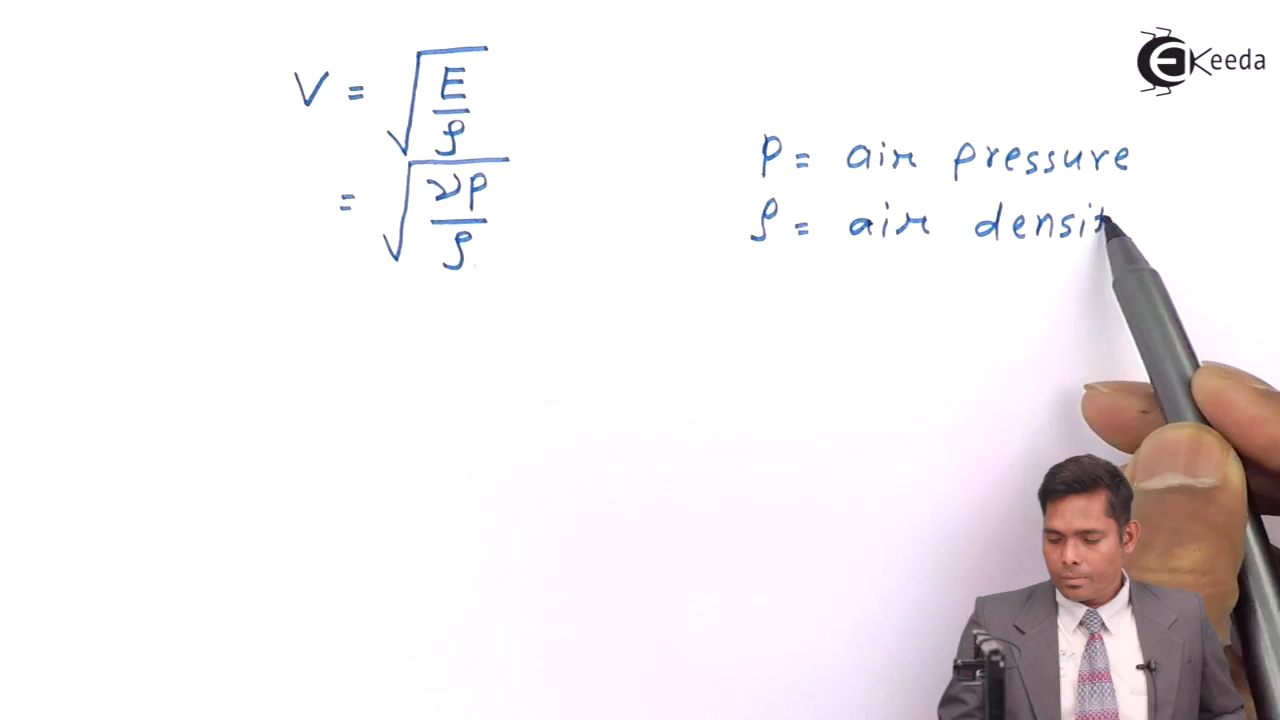 V = √(E/ρ)
= √(γP/ρ)
P = air pressure
ρ = air densit
EKeeda